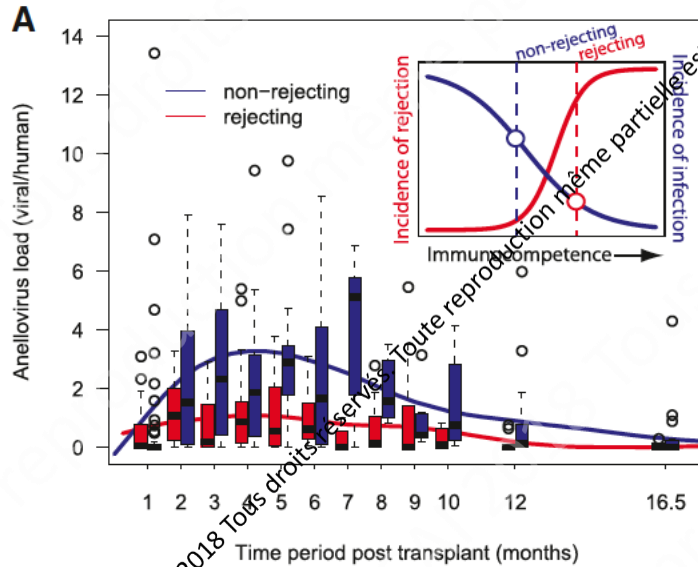 A
14
12
10
8
6
4
2
0
Anellovirus load (viral/human)
non-rejecting
rejecting
non-rejecting
rejecting
Incidence of rejection
Incidence of infection
Immunocompetence
1 2 3 4 5 6 7 8 9 10 12 16.5
Time period post transplant (months)
2018 Tous droits réservés. Toute reproduction même partielle es